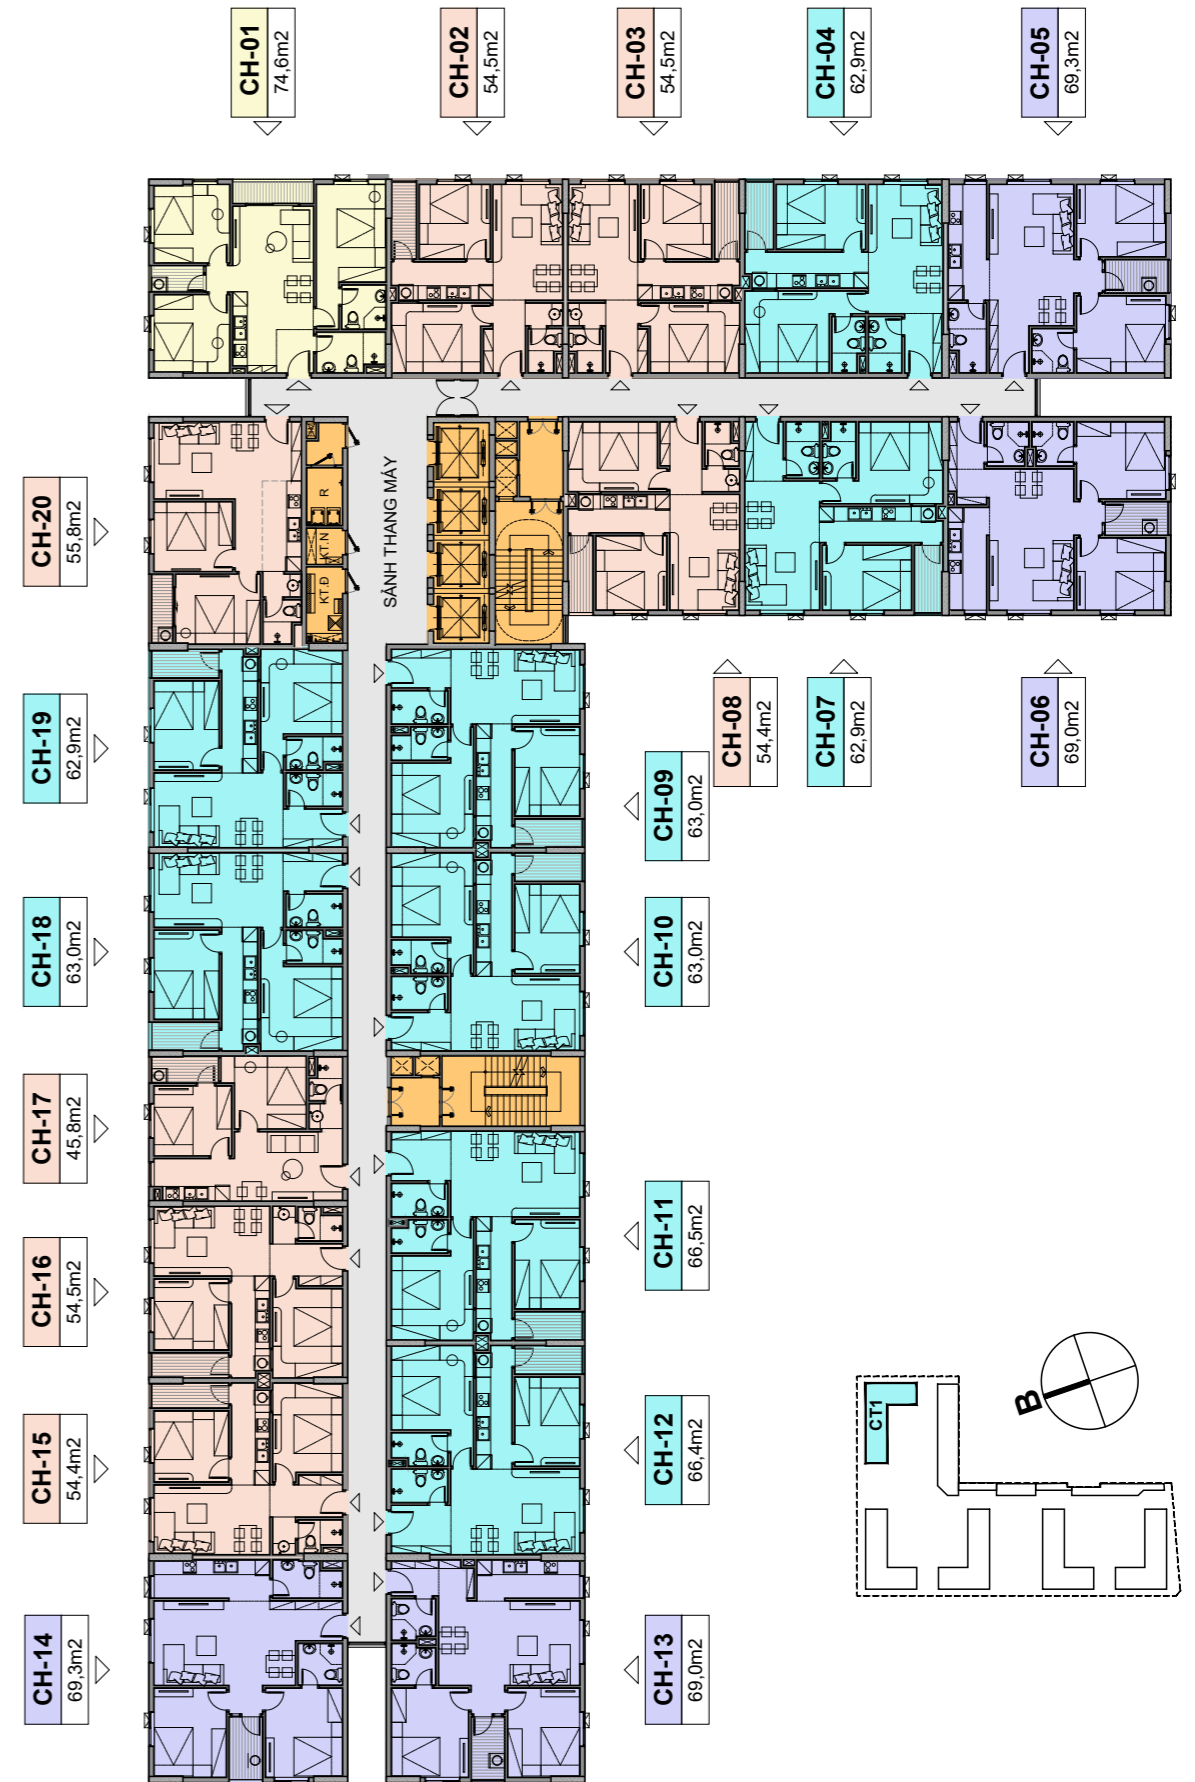 CH-01
74,6m2
CH-02
54,5m2
CH-03
54,5m2
CH-04
62,9m2
CH-05
69,3m2
CH-20
55,8m2
R
KT.N
KT.Đ
SẢNH THANG MÁY
CH-08
54,4m2
CH-07
62,9m2
CH-06
69,0m2
CH-19
62,9m2
CH-09
63,0m2
CH-18
63,0m2
CH-10
63,0m2
CH-17
45,8m2
CH-11
66,5m2
CH-16
54,5m2
CH-15
54,4m2
CH-12
66,4m2
CH-14
69,3m2
CH-13
69,0m2
B
CT1